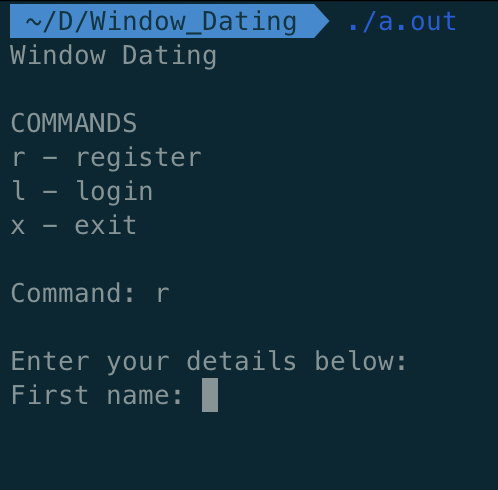 ~/D/Window_Dating ./a.out
Window Dating
COMMANDS
r - register
l - login
x - exit
Command: r
Enter your details below:
First name: